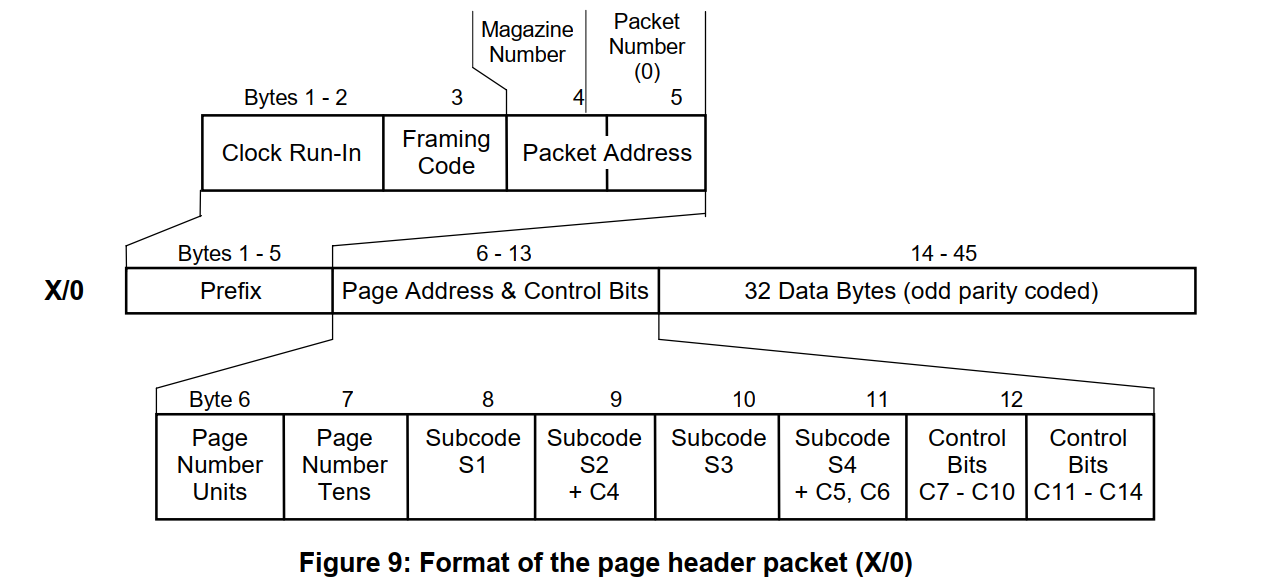 Magazine
Number
Packet
Number
(0)
Bytes 1 - 2
3
4
5
Clock Run-In
Framing
Code
Packet Address
Bytes 1 - 5
6 - 13
14 - 45
X/0
Prefix
Page Address & Control Bits
32 Data Bytes (odd parity coded)
Byte 6
7
8
9
10
11
12
Page
Number
Units
Page
Number
Tens
Subcode
S1
Subcode
S2
+ C4
Subcode
S3
Subcode
S4
+ C5, C6
Control
Bits
C7 - C10
Control
Bits
C11 - C14
Figure 9: Format of the page header packet (X/0)